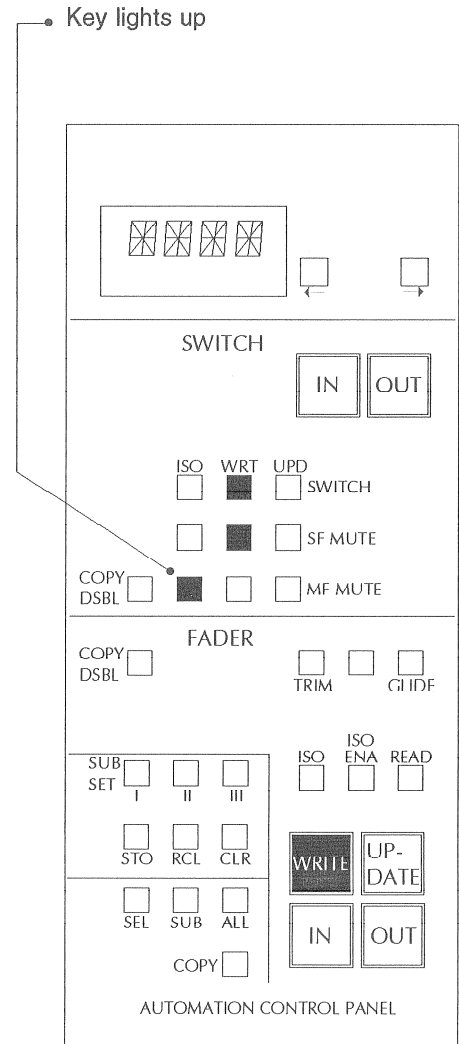 Key lights up
SWITCH
IN OUT
ISO WRT UPD
SWITCH
SF MUTE
COPY
DSBL
MF MUTE
FADER
COPY
DSBL
TRIM GLIDE
SUB
SET
I II III
ISO
ISO
ENA
READ
STO RCL CLR
WRITE
UP-
DATE
SEL SUB ALL
IN OUT
COPY
AUTOMATION CONTROL PANEL